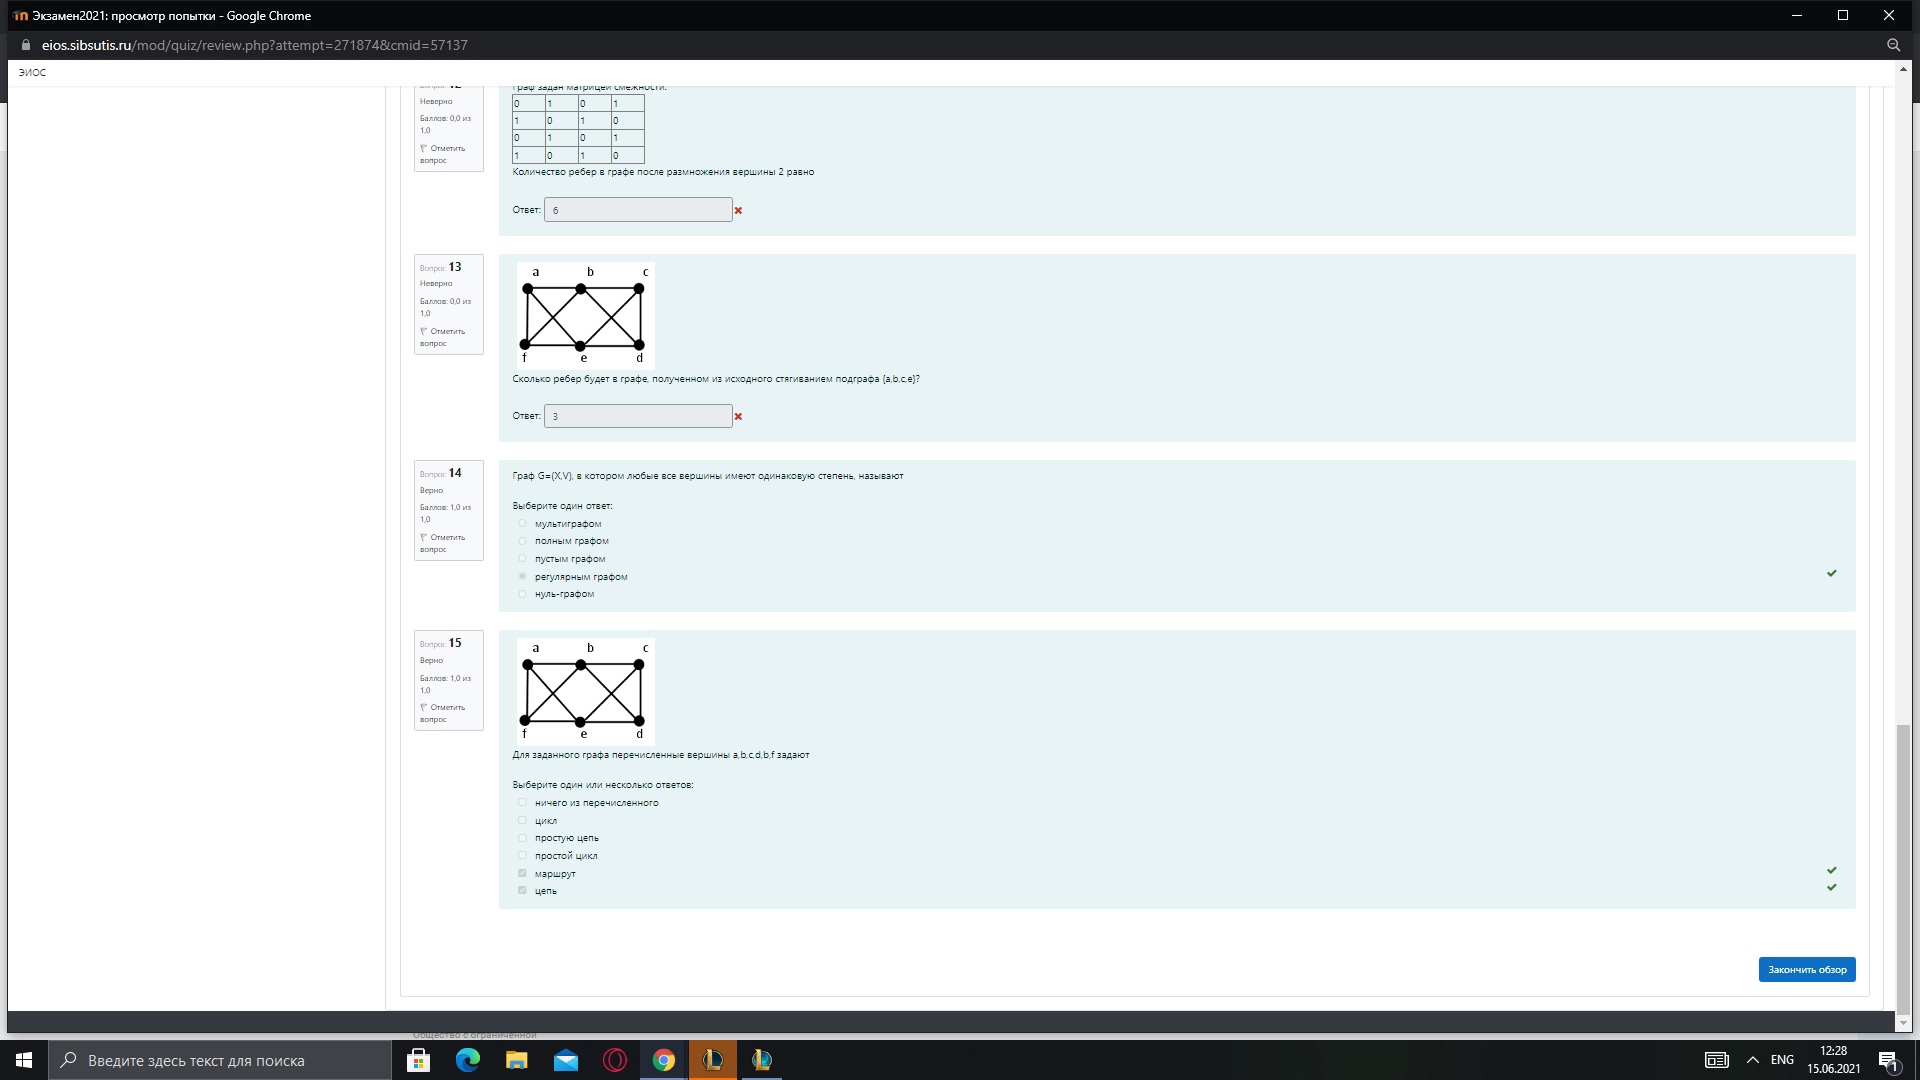 Экзамен2021: просмотр попытки - Google Chrome
eios.sibsutis.ru/mod/quiz/review.php?attempt=271874&cmid=57137
ЭИОС
Вопрос 12
Неверно
Баллов: 0,0 из
1,0
Отметить
вопрос
Граф задан матрицей смежности.
0 1 0 1
1 0 1 0
0 1 0 1
1 0 1 0
Количество ребер в графе после размножения вершины 2 равно
Ответ: 6
Вопрос 13
Неверно
Баллов: 0,0 из
1,0
Отметить
вопрос
a b c
f e d
Сколько ребер будет в графе, полученном из исходного стягиванием подграфа {a,b,c,e}?
Ответ: 3
Вопрос 14
Верно
Баллов: 1,0 из
1,0
Отметить
вопрос
Граф G=(X,V), в котором любые все вершины имеют одинаковую степень, называют
Выберите один ответ:
мультиграфом
полным графом
пустым графом
регулярным графом
нуль-графом
Вопрос 15
Верно
Баллов: 1,0 из
1,0
Отметить
вопрос
a b c
f e d
Для заданного графа перечисленные вершины a,b,c,d,b,f задают
Выберите один или несколько ответов:
ничего из перечисленного
цикл
простую цепь
простой цикл
маршрут
цепь
Закончить обзор
Общество с ограниченной
Введите здесь текст для поиска
ENG
12:28
15.06.2021
1